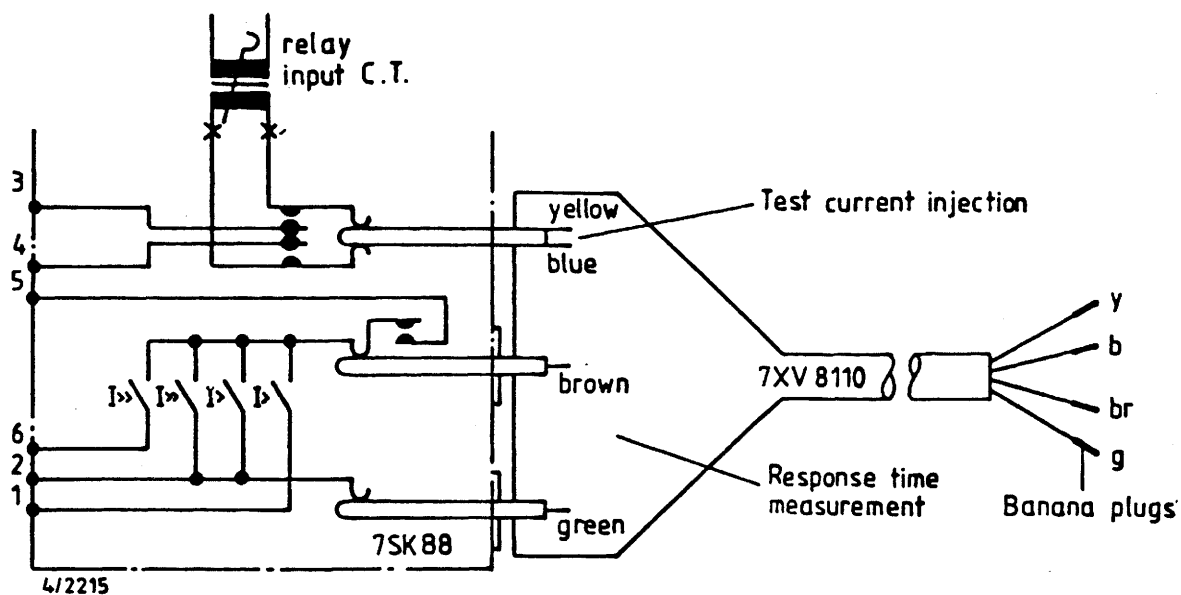 relay
input C.T.
3
4
5
6
2
1
yellow
blue
Test current injection
brown
green
I>>
I>>
I>
I>
7SK88
7XV 8110
Response time
measurement
y
b
br
g
Banana plugs
4/2215